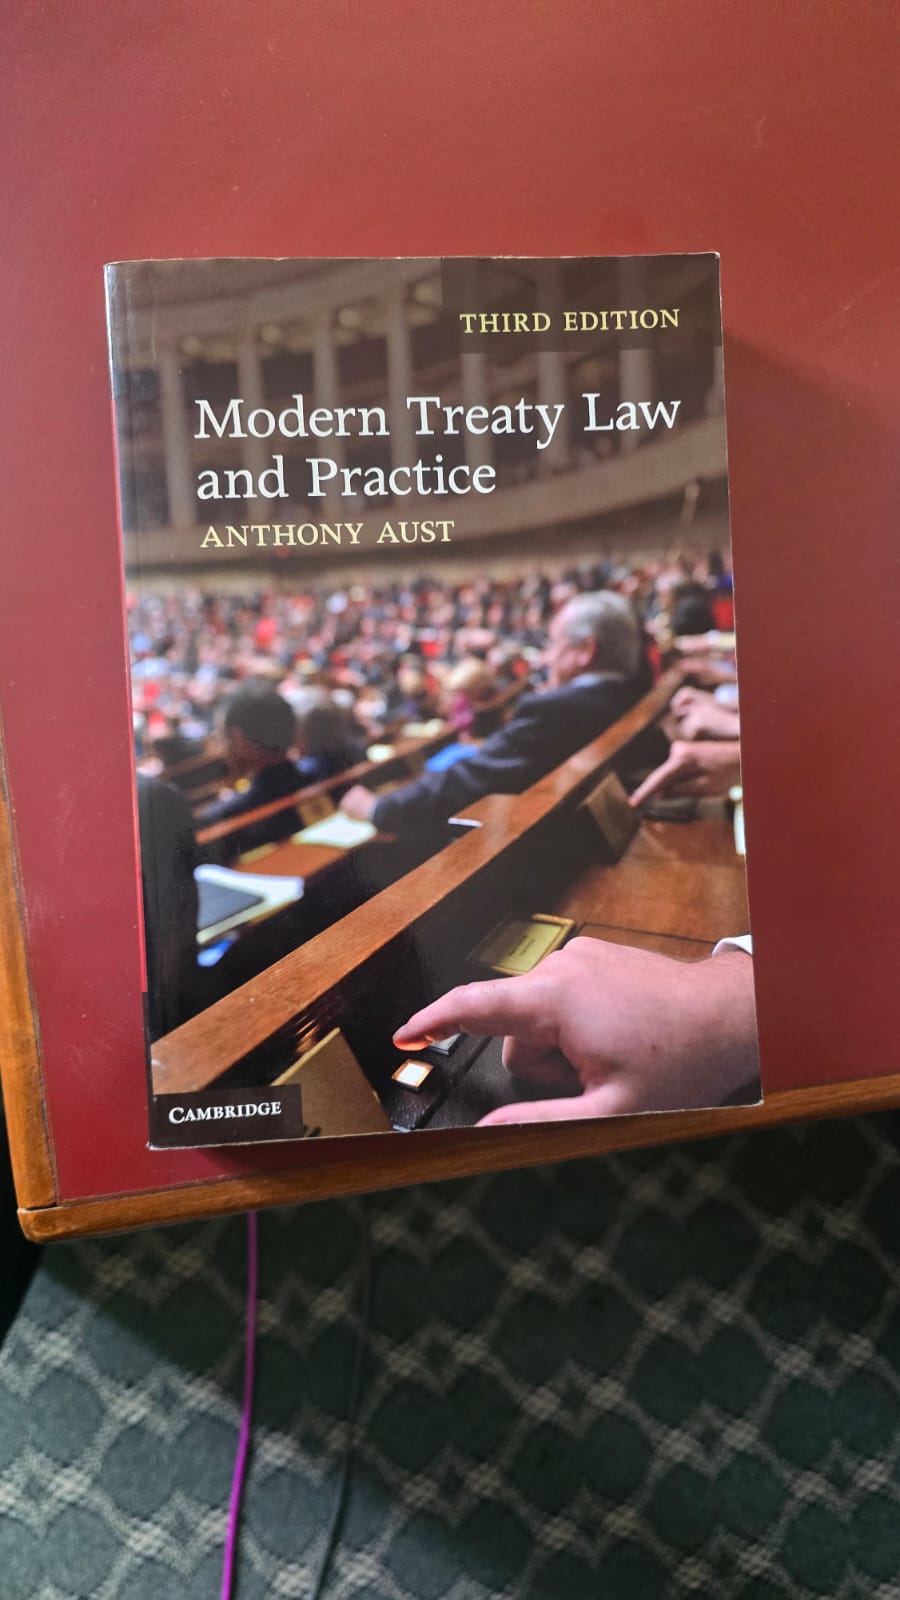 THIRD EDITION
Modern Treaty Law
and Practice
ANTHONY AUST
CAMBRIDGE